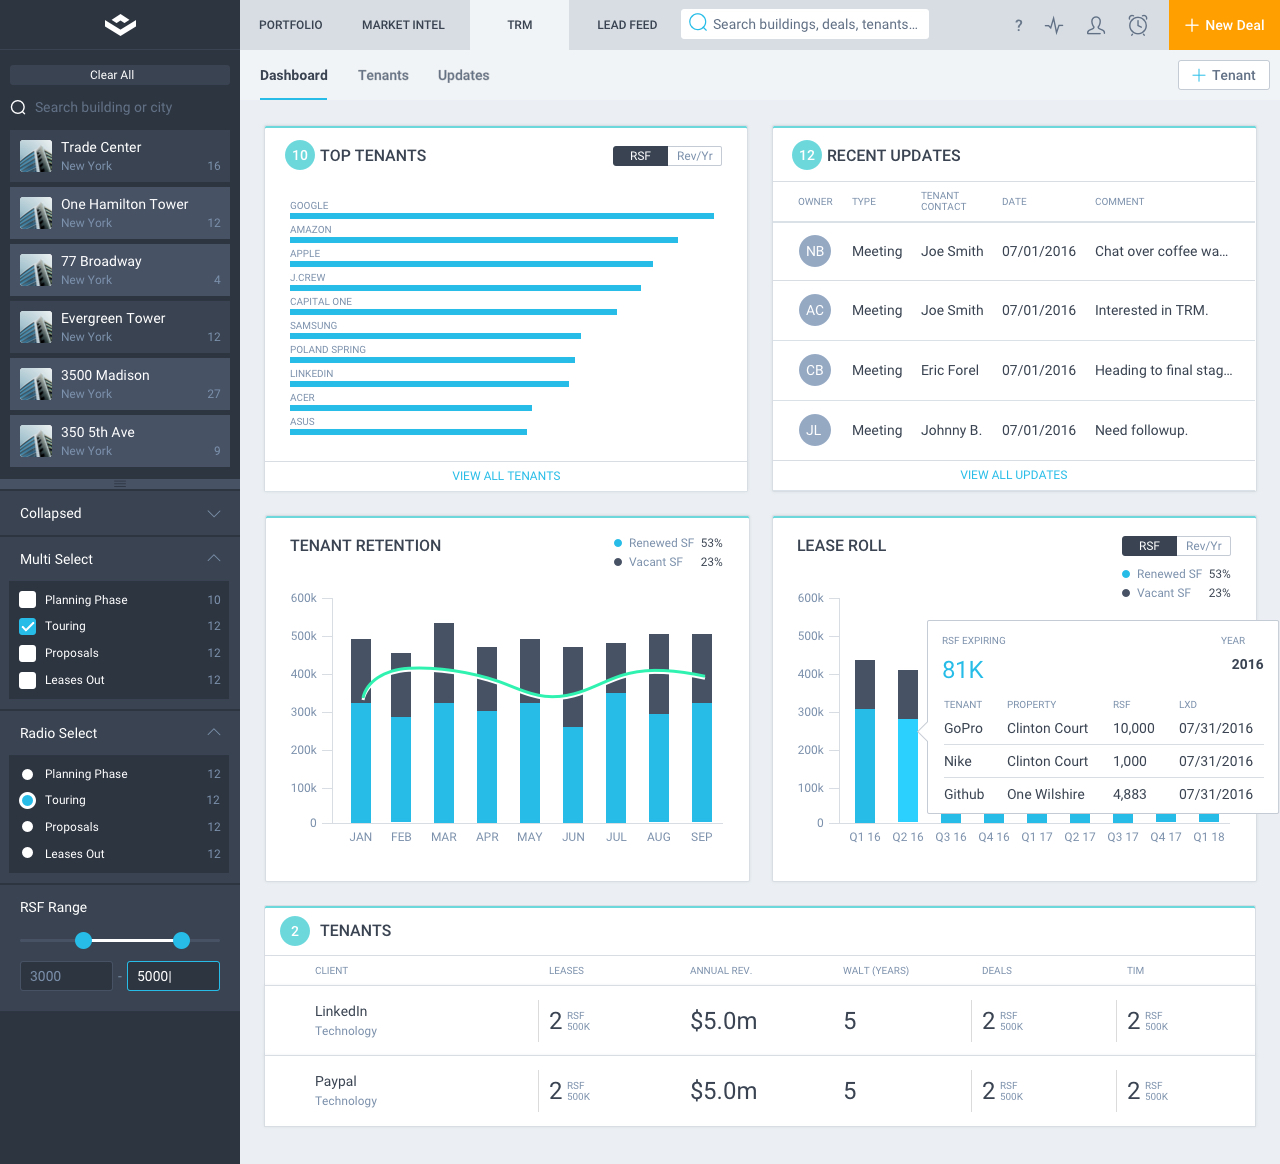 PORTFOLIO
MARKET INTEL
TRM
LEAD FEED
Search buildings, deals, tenants...
?
New Deal
Clear All
Search building or city
Trade Center
New York 16
One Hamilton Tower
New York 12
77 Broadway
New York 4
Evergreen Tower
New York 12
3500 Madison
New York 27
350 5th Ave
New York 9
Collapsed
Multi Select
Planning Phase 10
Touring 12
Proposals 12
Leases Out 12
Radio Select
Planning Phase 12
Touring 12
Proposals 12
Leases Out 12
RSF Range
3000 - 5000|
Dashboard
Tenants
Updates
Tenant
10 TOP TENANTS
RSF Rev/Yr
GOOGLE
AMAZON
APPLE
J.CREW
CAPITAL ONE
SAMSUNG
POLAND SPRING
LINKEDIN
ACER
ASUS
VIEW ALL TENANTS
12 RECENT UPDATES
OWNER TYPE TENANT CONTACT DATE COMMENT
NB Meeting Joe Smith 07/01/2016 Chat over coffee wa...
AC Meeting Joe Smith 07/01/2016 Interested in TRM.
CB Meeting Eric Forel 07/01/2016 Heading to final stag...
JL Meeting Johnny B. 07/01/2016 Need followup.
VIEW ALL UPDATES
TENANT RETENTION
Renewed SF 53%
Vacant SF 23%
600k
500k
400k
300k
200k
100k
0
JAN FEB MAR APR MAY JUN JUL AUG SEP
LEASE ROLL
RSF Rev/Yr
Renewed SF 53%
Vacant SF 23%
600k
500k
400k
300k
200k
100k
0
Q1 16 Q2 16 Q3 16 Q4 16 Q1 17 Q2 17 Q3 17 Q4 17 Q1 18
RSF EXPIRING YEAR
81K 2016
TENANT PROPERTY RSF LXD
GoPro Clinton Court 10,000 07/31/2016
Nike Clinton Court 1,000 07/31/2016
Github One Wilshire 4,883 07/31/2016
2 TENANTS
CLIENT LEASES ANNUAL REV. WALT (YEARS) DEALS TIM
LinkedIn
Technology
2 RSF 500K $5.0m 5 2 RSF 500K 2 RSF 500K
Paypal
Technology
2 RSF 500K $5.0m 5 2 RSF 500K 2 RSF 500K